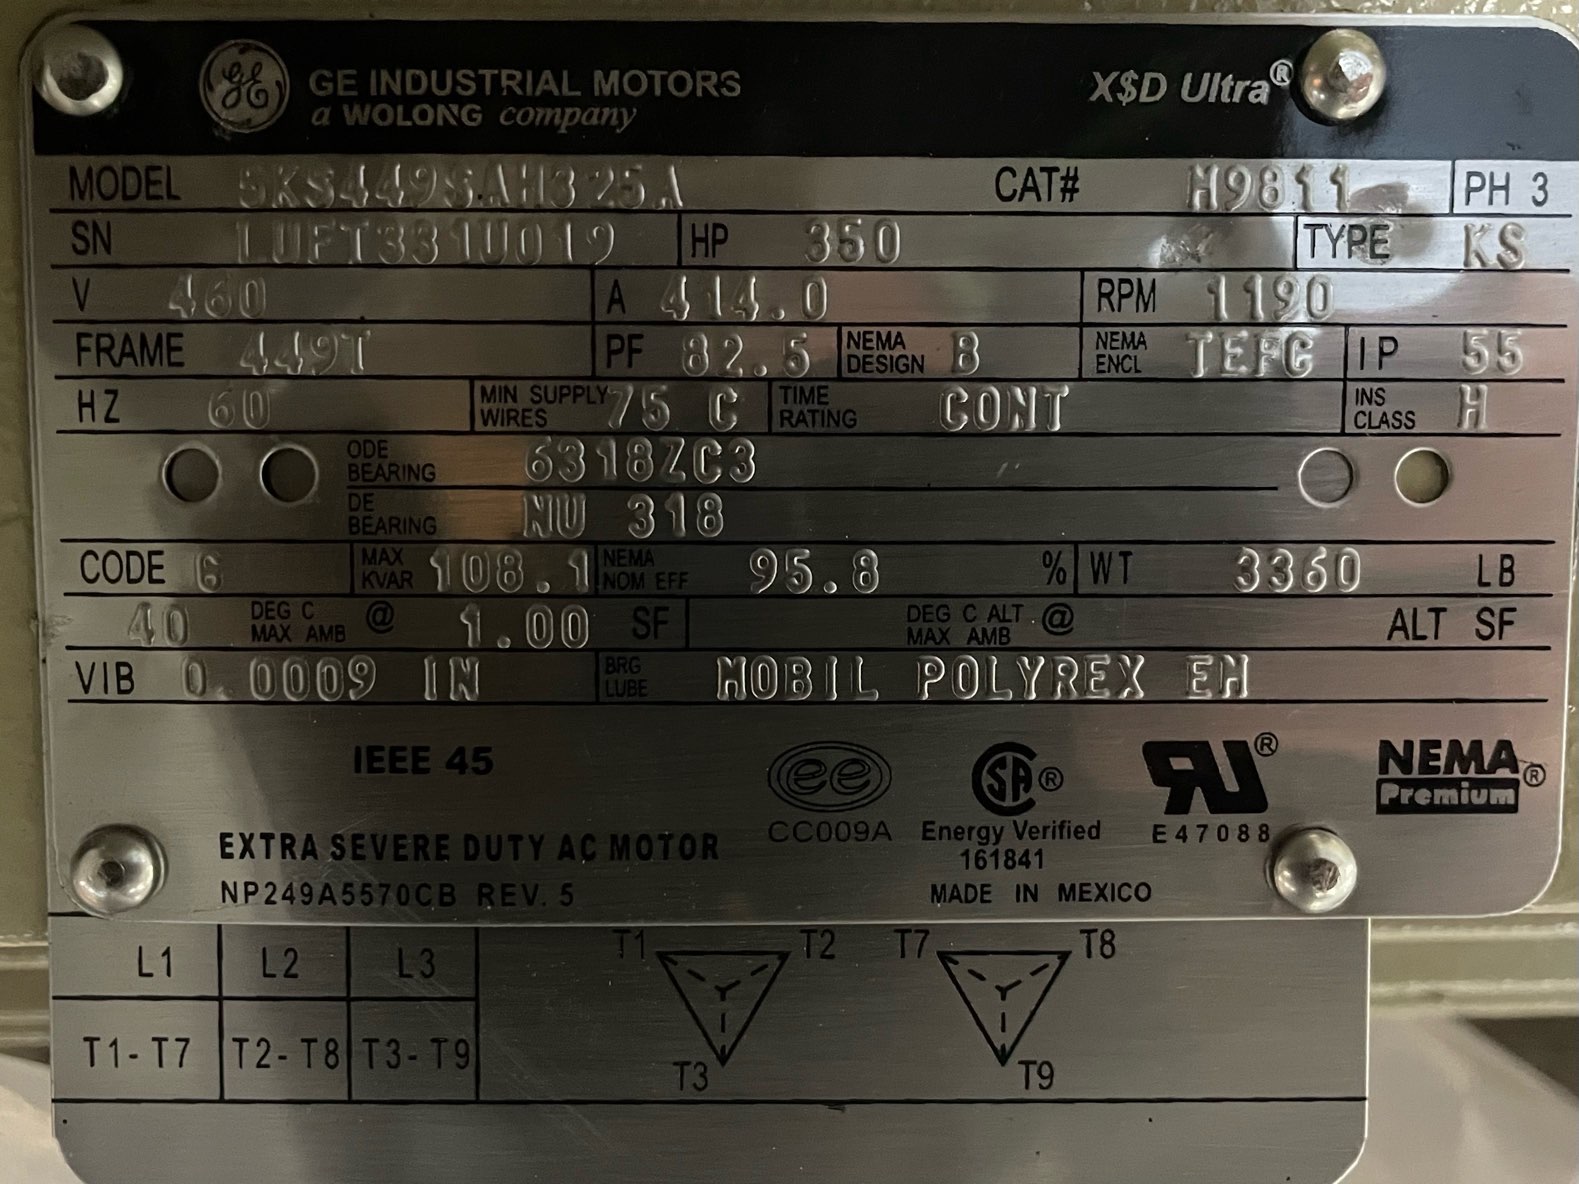 GE GE INDUSTRIAL MOTORS X$D Ultra®
a WOLONG company
MODEL 5KS449SAH325A CAT# H9811 PH 3
SN LUFT331U019 HP 350 TYPE KS
V 460 A 414.0 RPM 1190
FRAME 449T PF 82.5 NEMA DESIGN B NEMA ENCL TEFC IP 55
HZ 60 MIN SUPPLY WIRES 75 C TIME RATING CONT INS CLASS H
ODE BEARING 6318ZC3
DE BEARING NU 318
CODE G MAX KVAR 108.1 NEMA NOM EFF 95.8 % WT 3360 LB
40 DEG C MAX AMB @ 1.00 SF DEG C ALT MAX AMB @ ALT SF
VIB 0.0009 IN BRG LUBE MOBIL POLYREX EM
IEEE 45
ee
CC009A
SA®
Energy Verified
161841
RU®
E47088
NEMA
Premium®
EXTRA SEVERE DUTY AC MOTOR
NP249A5570CB REV. 5
MADE IN MEXICO
L1 L2 L3
T1-T7 T2-T8 T3-T9
T1 T2 T7 T8
T3 T9